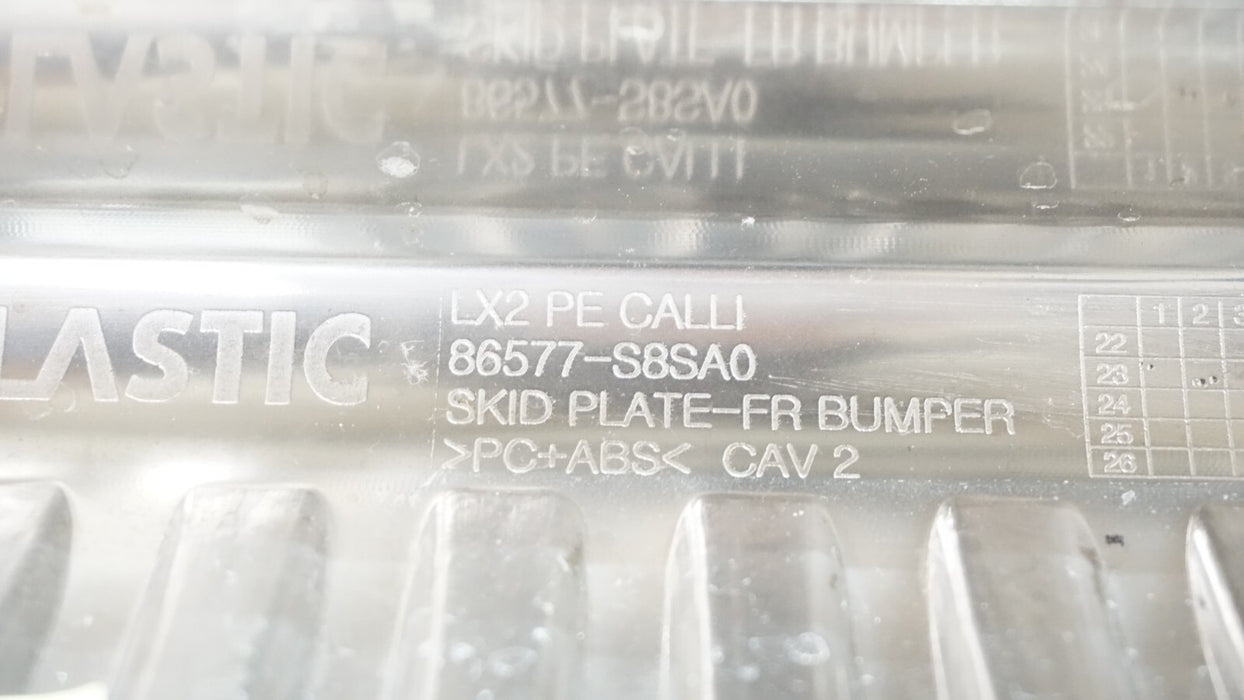 LASTIC
LX2 PE CALLI
86577-S8SA0
SKID PLATE-FR BUMPER
>PC+ABS< CAV 2
1 2 3
22
23
24
25
26